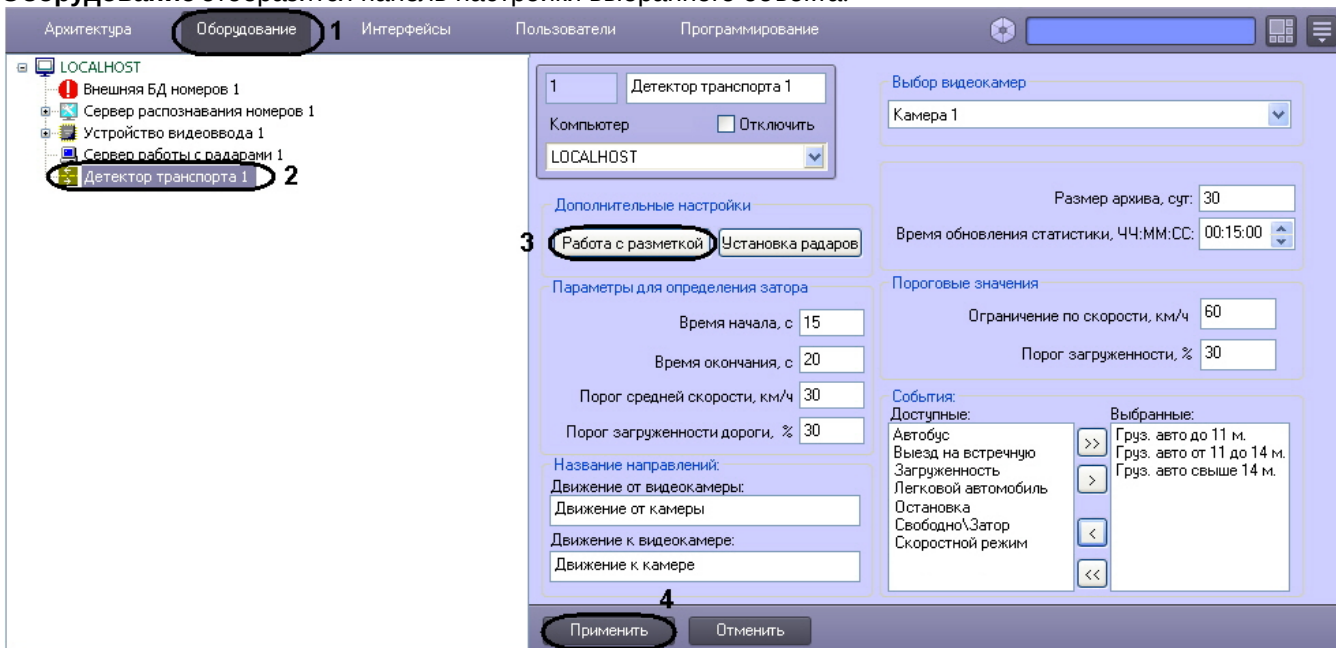 Оборудование отобразится панель настройки выбранного объекта.
Архитектура Оборудование 1 Интерфейсы Пользователи Программирование
LOCALHOST
Внешняя БД номеров 1
Сервер распознавания номеров 1
Устройство видеоввода 1
Сервер работы с радарами 1
Детектор транспорта 1 2
1 Детектор транспорта 1
Компьютер Отключить
LOCALHOST
Дополнительные настройки
3 Работа с разметкой Установка радаров
Параметры для определения затора
Время начала, с 15
Время окончания, с 20
Порог средней скорости, км/ч 30
Порог загруженности дороги, % 30
Название направлений:
Движение от видеокамеры:
Движение от камеры
Движение к видеокамере:
Движение к камере
Выбор видеокамер
Камера 1
Размер архива, сут: 30
Время обновления статистики, ЧЧ:ММ:СС: 00:15:00
Пороговые значения
Ограничение по скорости, км/ч 60
Порог загруженности, % 30
События:
Доступные: Выбранные:
Автобус
Выезд на встречную
Загруженность
Легковой автомобиль
Остановка
Свободно\Затор
Скоростной режим
>>
>
<
<<
Груз. авто до 11 м.
Груз. авто от 11 до 14 м.
Груз. авто свыше 14 м.
4
Применить Отменить